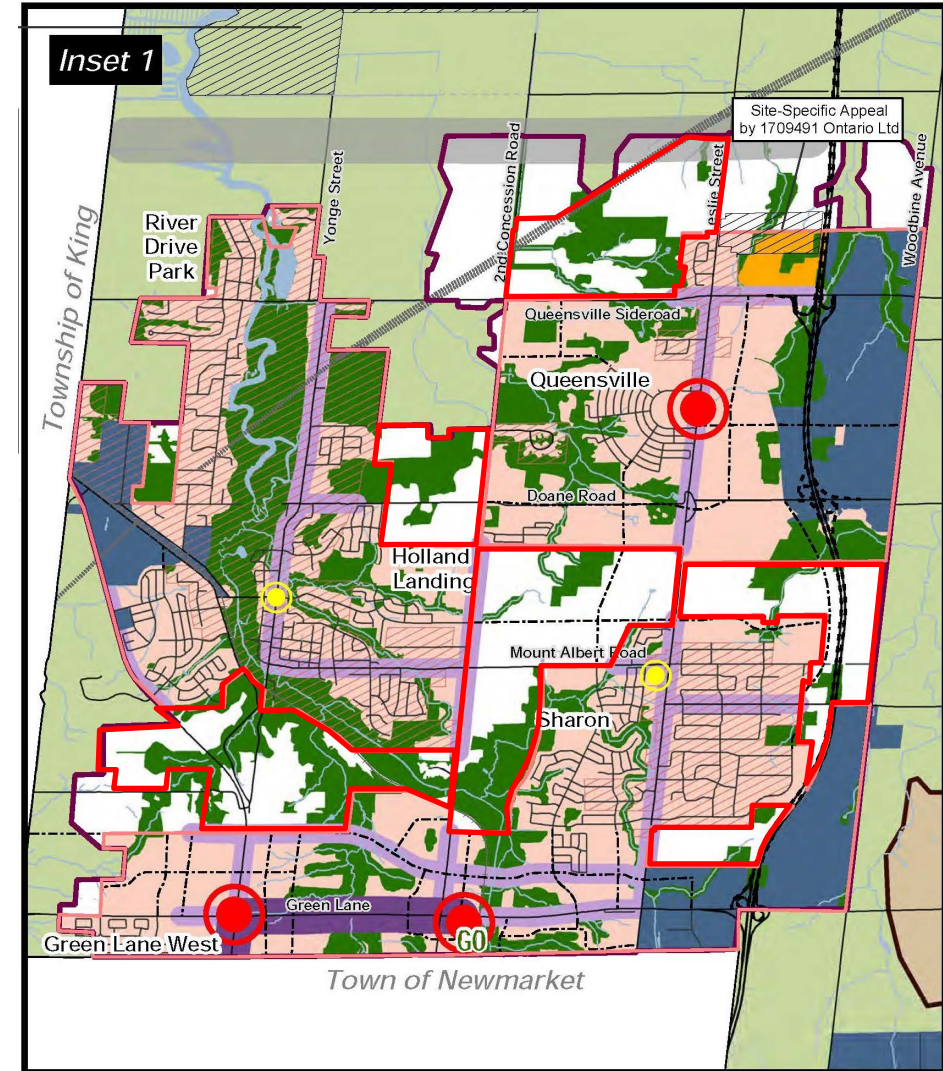 Inset 1
Site-Specific Appeal
by 1709491 Ontario Ltd
2nd Concession Road
Leslie Street
Woodbine Avenue
Yonge Street
Township of King
River
Drive
Park
Queensville Sideroad
Queensville
Doane Road
Holland
Landing
Mount Albert Road
Sharon
Green Lane
Green Lane West
GO
Town of Newmarket